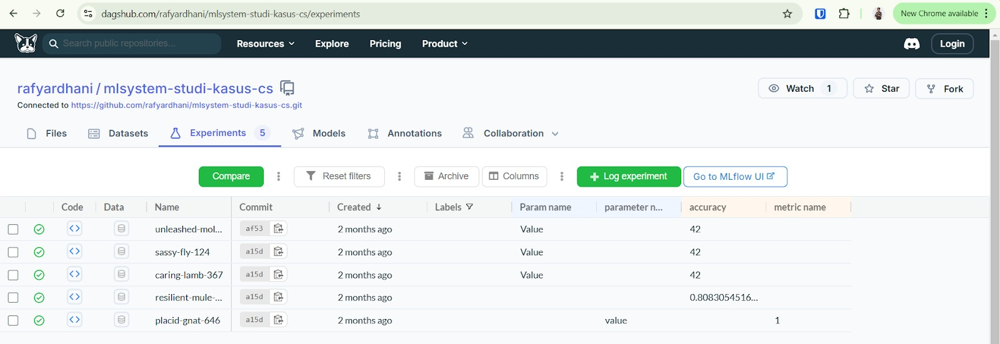 dagshub.com/rafyardhani/mlsystem-studi-kasus-cs/experiments
New Chrome available
Search public repositories...
Resources
Explore
Pricing
Product
Login
rafyardhani / mlsystem-studi-kasus-cs
Watch 1
Star
Fork
Connected to https://github.com/rafyardhani/mlsystem-studi-kasus-cs.git
Files
Datasets
Experiments 5
Models
Annotations
Collaboration
Compare
Reset filters
Archive
Columns
+ Log experiment
Go to MLflow UI
Code Data Name Commit Created ↓ Labels Param name parameter n... accuracy metric name
unleashed-mol... af53 2 months ago Value 42
sassy-fly-124 a15d 2 months ago Value 42
caring-lamb-367 a15d 2 months ago Value 42
resilient-mule-... a15d 2 months ago 0.8083054516...
placid-gnat-646 a15d 2 months ago value 1